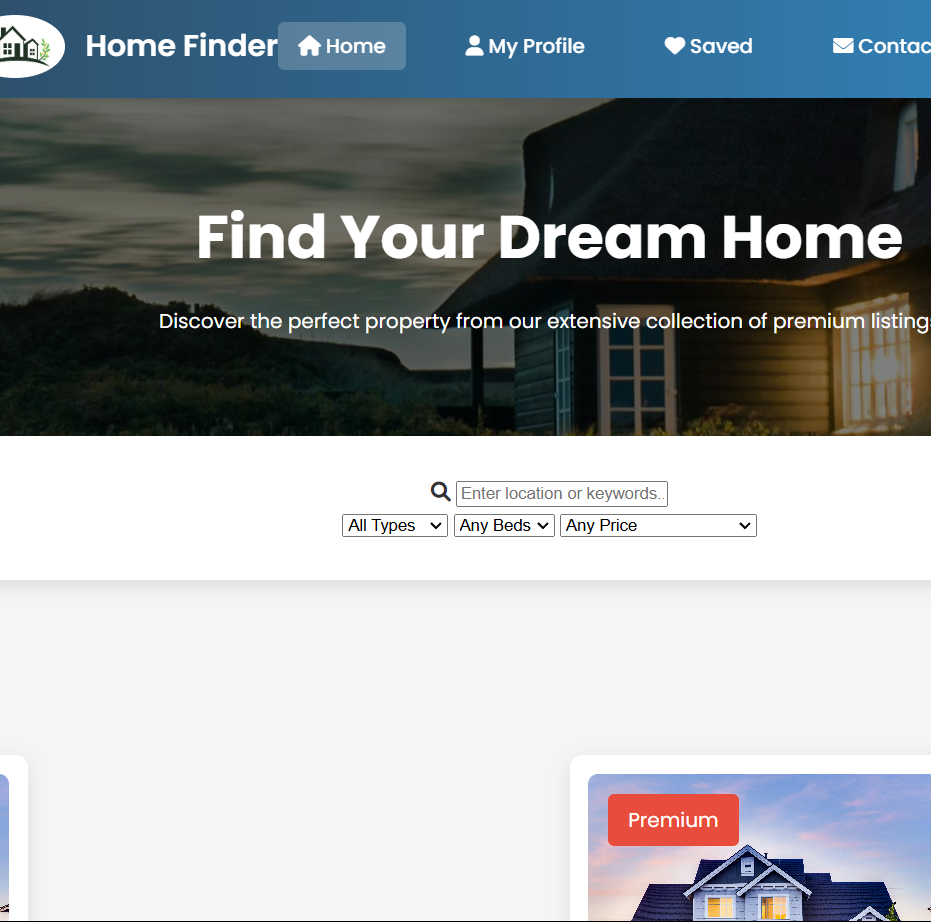 Home Finder Home My Profile Saved Contac
Find Your Dream Home
Discover the perfect property from our extensive collection of premium listings
Enter location or keywords..
All Types Any Beds Any Price
Premium